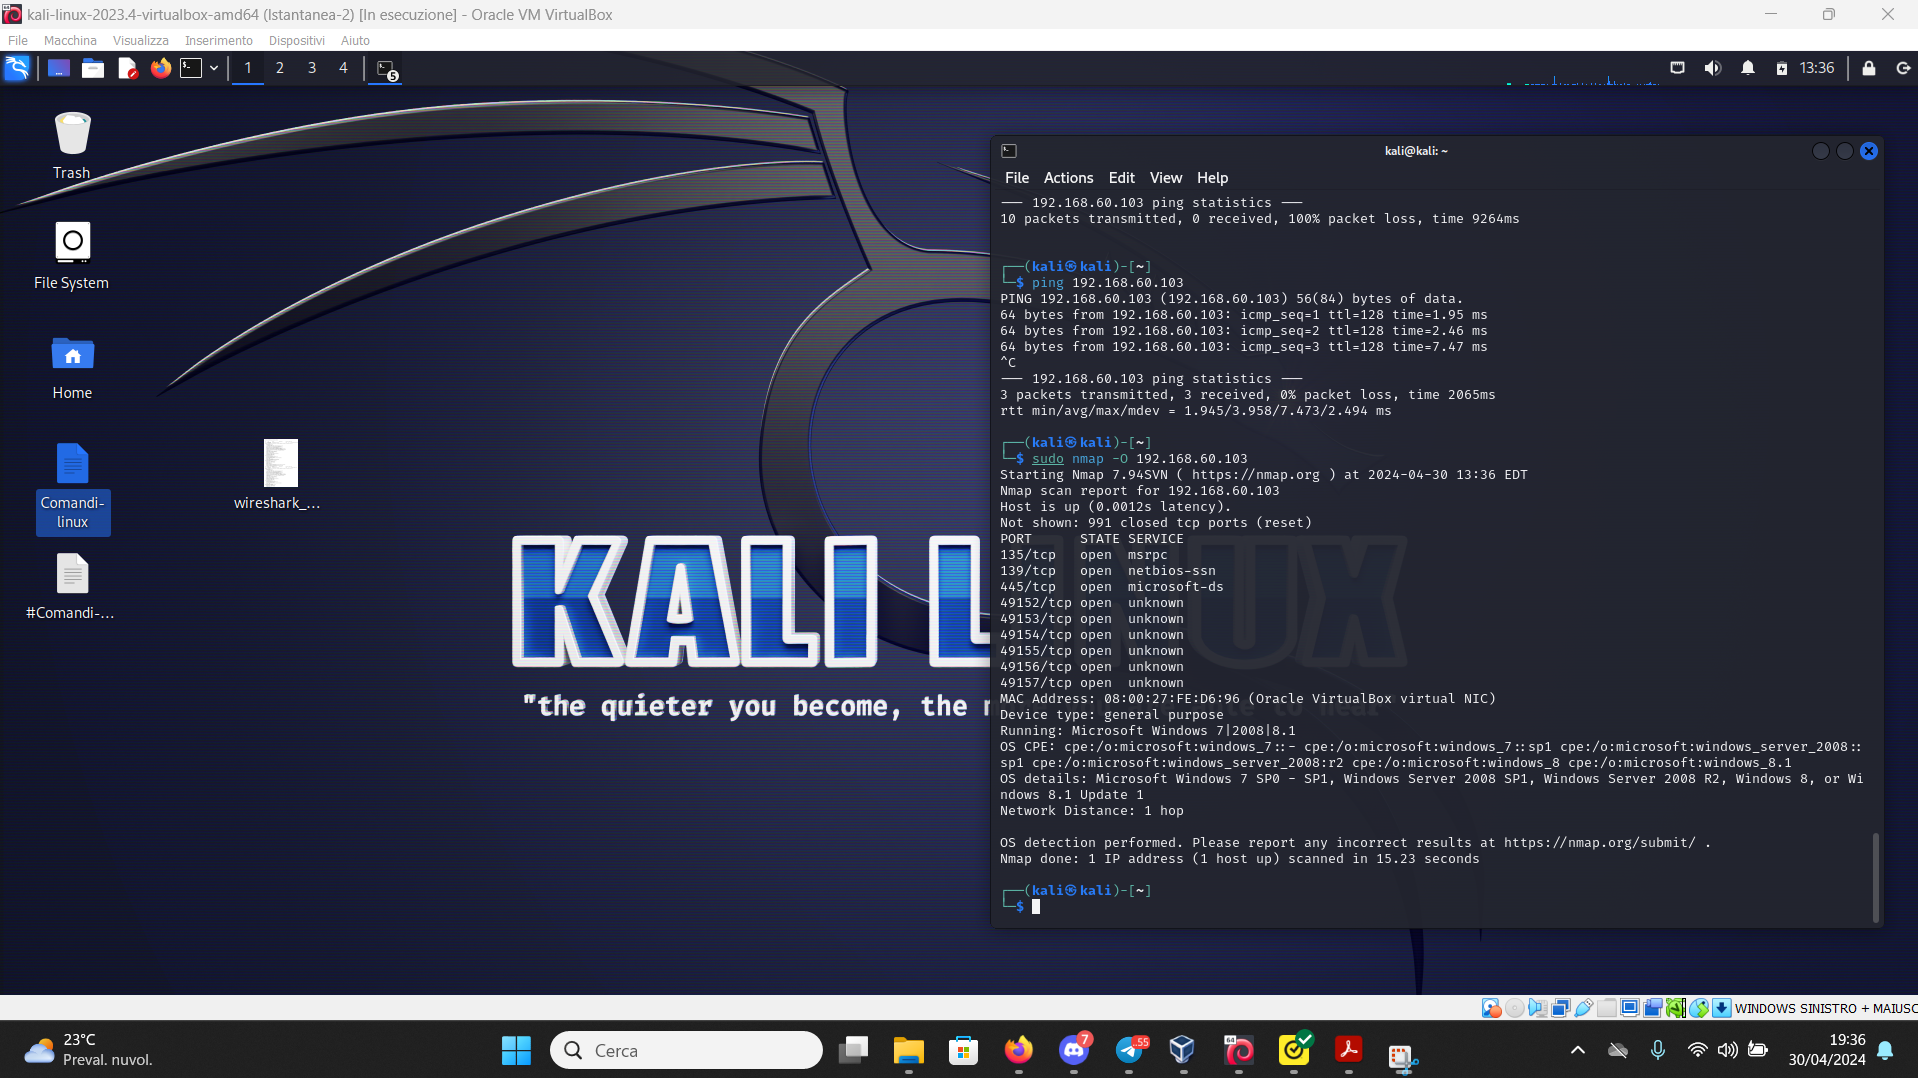 kali-linux-2023.4-virtualbox-amd64 (Istantanea-2) [In esecuzione] - Oracle VM VirtualBox
File Macchina Visualizza Inserimento Dispositivi Aiuto
1 2 3 4 5 13:36
Trash
File System
Home
Comandi-
linux
wireshark_...
#Comandi-...
KALI L
"the quieter you become, the
kali@kali: ~
File Actions Edit View Help
--- 192.168.60.103 ping statistics ---
10 packets transmitted, 0 received, 100% packet loss, time 9264ms
┌──(kali㉿kali)-[~]
└─$ ping 192.168.60.103
PING 192.168.60.103 (192.168.60.103) 56(84) bytes of data.
64 bytes from 192.168.60.103: icmp_seq=1 ttl=128 time=1.95 ms
64 bytes from 192.168.60.103: icmp_seq=2 ttl=128 time=2.46 ms
64 bytes from 192.168.60.103: icmp_seq=3 ttl=128 time=7.47 ms
^C
--- 192.168.60.103 ping statistics ---
3 packets transmitted, 3 received, 0% packet loss, time 2065ms
rtt min/avg/max/mdev = 1.945/3.958/7.473/2.494 ms
┌──(kali㉿kali)-[~]
└─$ sudo nmap -O 192.168.60.103
Starting Nmap 7.94SVN ( https://nmap.org ) at 2024-04-30 13:36 EDT
Nmap scan report for 192.168.60.103
Host is up (0.0012s latency).
Not shown: 991 closed tcp ports (reset)
PORT STATE SERVICE
135/tcp open msrpc
139/tcp open netbios-ssn
445/tcp open microsoft-ds
49152/tcp open unknown
49153/tcp open unknown
49154/tcp open unknown
49155/tcp open unknown
49156/tcp open unknown
49157/tcp open unknown
MAC Address: 08:00:27:FE:D6:96 (Oracle VirtualBox virtual NIC)
Device type: general purpose
Running: Microsoft Windows 7|2008|8.1
OS CPE: cpe:/o:microsoft:windows_7::- cpe:/o:microsoft:windows_7::sp1 cpe:/o:microsoft:windows_server_2008::
sp1 cpe:/o:microsoft:windows_server_2008:r2 cpe:/o:microsoft:windows_8 cpe:/o:microsoft:windows_8.1
OS details: Microsoft Windows 7 SP0 - SP1, Windows Server 2008 SP1, Windows Server 2008 R2, Windows 8, or Wi
ndows 8.1 Update 1
Network Distance: 1 hop
OS detection performed. Please report any incorrect results at https://nmap.org/submit/ .
Nmap done: 1 IP address (1 host up) scanned in 15.23 seconds
┌──(kali㉿kali)-[~]
└─$
WINDOWS SINISTRO + MAIUSC
23°C
Preval. nuvol.
Cerca
7
55
64
19:36
30/04/2024